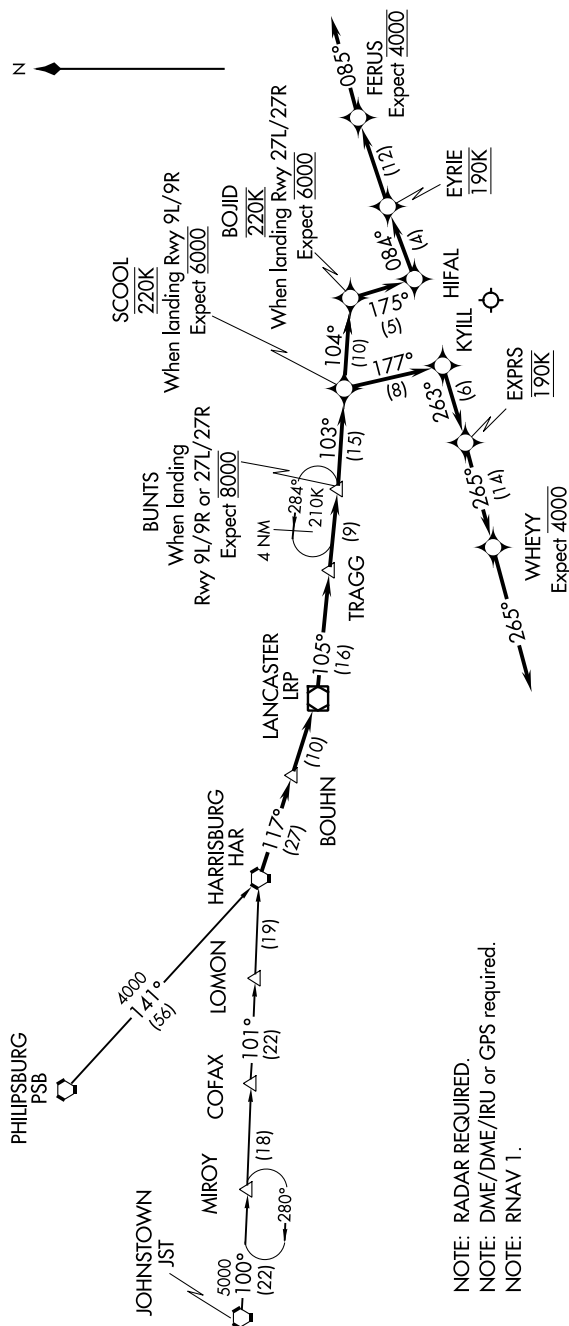 N
PHILIPSBURG
PSB
4000
141°
(56)
JOHNSTOWN
JST
5000
100°
(22)
MIROY
280°
(18)
COFAX
101°
(22)
LOMON
(19)
HARRISBURG
HAR
117°
(27)
BOUHN
(10)
LANCASTER
LRP
105°
(16)
TRAGG
(9)
4 NM
284°
210K
BUNTS
When landing
Rwy 9L/9R or 27L/27R
Expect 8000
103°
(15)
SCOOL
220K
When landing Rwy 9L/9R
Expect 6000
104°
(10)
BOJID
220K
When landing Rwy 27L/27R
Expect 6000
175°
(5)
HIFAL
084°
(4)
EYRIE
190K
(12)
FERUS
Expect 4000
085°
177°
(8)
KYILL
263°
(6)
EXPRS
190K
265°
(14)
WHEYY
Expect 4000
265°
NOTE: RADAR REQUIRED.
NOTE: DME/DME/IRU or GPS required.
NOTE: RNAV 1.